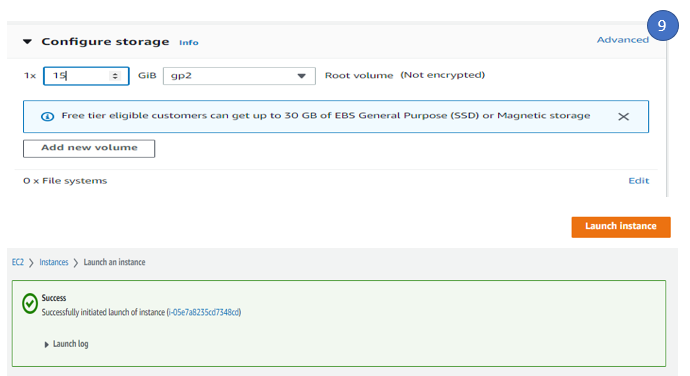 9
Configure storage Info
Advanced
1x 15 GiB gp2 Root volume (Not encrypted)
Free tier eligible customers can get up to 30 GB of EBS General Purpose (SSD) or Magnetic storage
Add new volume
0 x File systems Edit
Launch instance
EC2 > Instances > Launch an instance
Success
Successfully initiated launch of instance (i-05e7a8235cd7348cd)
Launch log